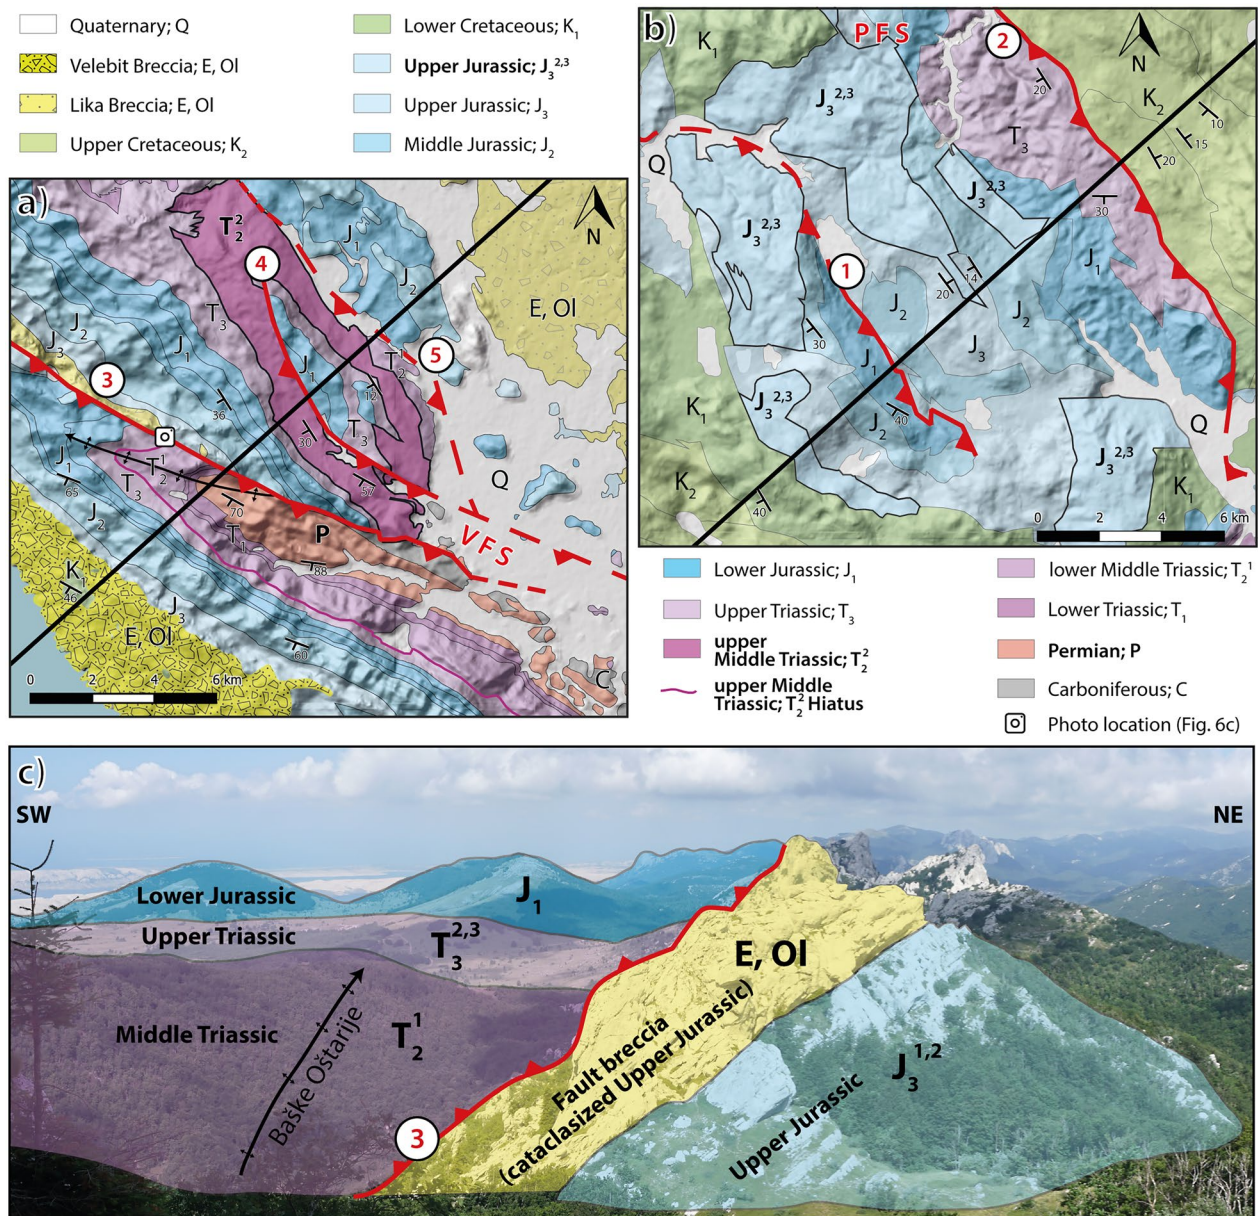 Quaternary; Q
Velebit Breccia; E, Ol
Lika Breccia; E, Ol
Upper Cretaceous; K2
Lower Cretaceous; K1
Upper Jurassic; J3 2,3
Upper Jurassic; J3
Middle Jurassic; J2
a)
T2 2
4
N
J1
J2
E, Ol
T3
J2
J3
J1
3
36
J1
T2 1
12
5
30
T3
57
Q
J1
65
T3
T2 1
70
P
T1
88
VFS
J2
K1
46
J3
E, Ol
60
C
0 2 4 6 km
b)
K1
PFS
2
N
20
K2
J3 2,3
T3
10
15
20
Q
J3 2,3
J3 2,3
30
1
14
20
J1
J2
J2
30
J3
J1
K1
J3 2,3
40
J2
Q
J3 2,3
K2
K1
40
0 2 4 6 km
Lower Jurassic; J1
Upper Triassic; T3
upper
Middle Triassic; T2 2
upper Middle
Triassic; T2 2 Hiatus
lower Middle Triassic; T2 1
Lower Triassic; T1
Permian; P
Carboniferous; C
Photo location (Fig. 6c)
c)
SW
NE
Lower Jurassic
J1
Upper Triassic
T3 2,3
E, Ol
Middle Triassic
T2 1
Baške Oštarije
Fault breccia
(cataclasized Upper Jurassic)
J3 1,2
Upper Jurassic
3